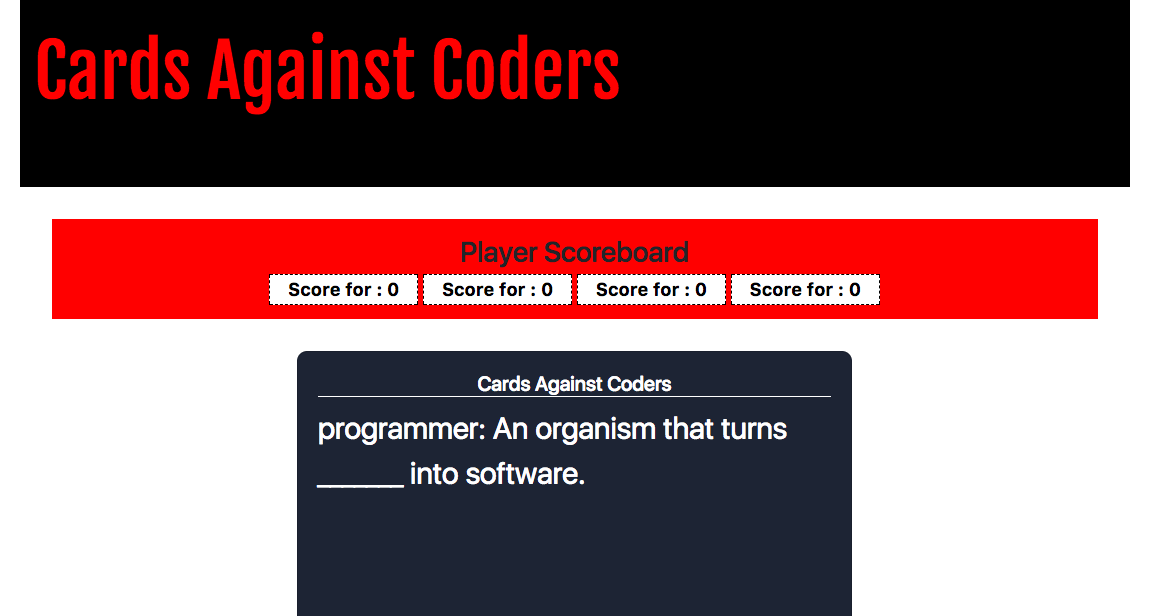 Cards Against Coders
Player Scoreboard
Score for : 0 Score for : 0 Score for : 0 Score for : 0
Cards Against Coders
programmer: An organism that turns
_______ into software.